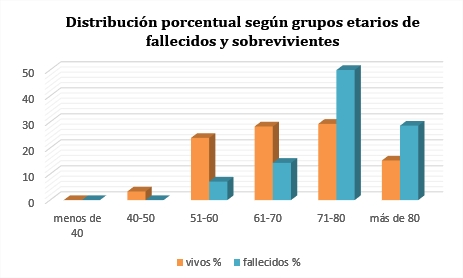 Distribución porcentual según grupos etarios de
fallecidos y sobrevivientes
50
40
30
20
10
0
menos de
40
40-50
51-60
61-70
71-80
más de 80
vivos % fallecidos %